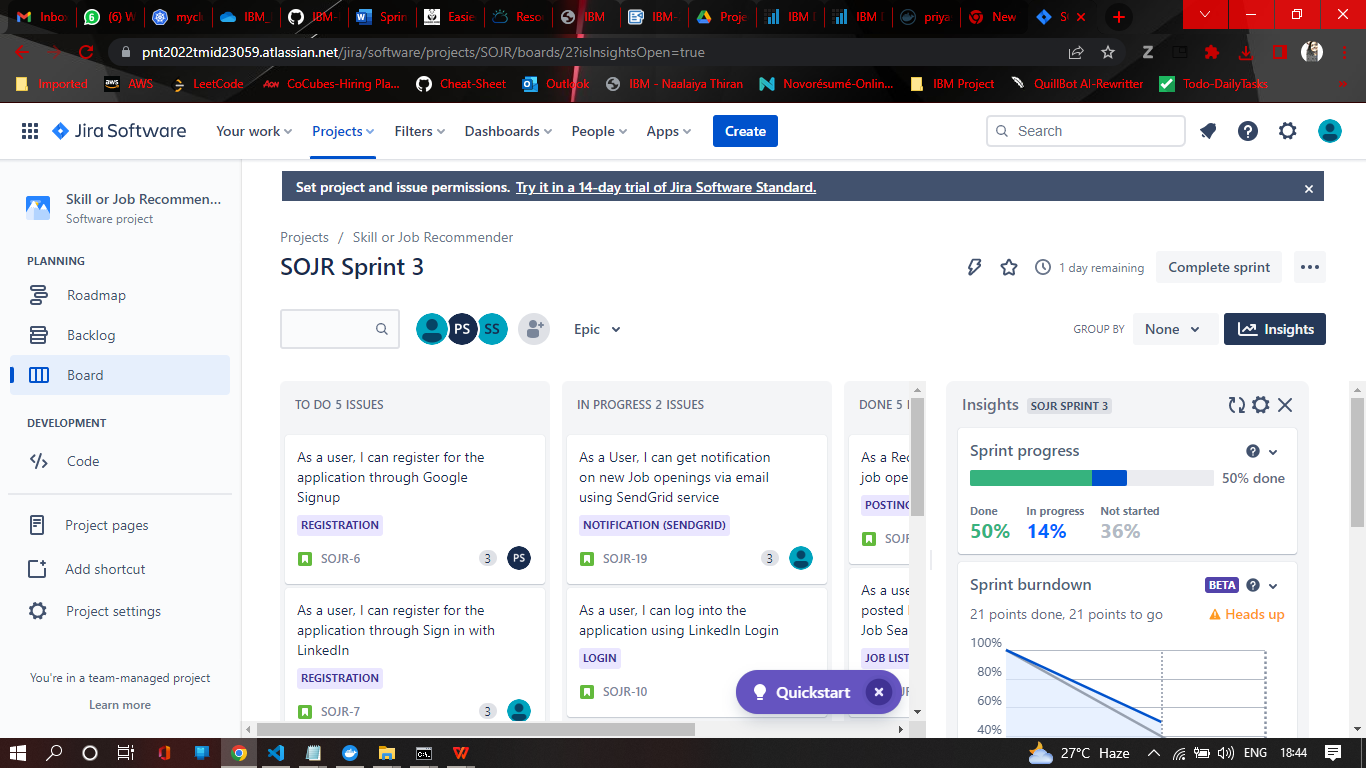 Inbo
(6) W
myclu
IBM_
IBM-
Sprin
Easie
Reso
IBM
IBM-
Proje
IBM
IBM
priya
New
pnt2022tmid23059.atlassian.net/jira/software/projects/SOJR/boards/2?isInsightsOpen=true
Imported
AWS
LeetCode
CoCubes-Hiring Pla...
Cheat-Sheet
Outlook
IBM - Naalaiya Thiran
Novorésumé-Onlin...
IBM Project
QuillBot AI-Rewritter
Todo-DailyTasks
Jira Software
Your work
Projects
Filters
Dashboards
People
Apps
Create
Search
Skill or Job Recommen...
Software project
PLANNING
Roadmap
Backlog
Board
DEVELOPMENT
Code
Project pages
Add shortcut
Project settings
You're in a team-managed project
Learn more
Set project and issue permissions. Try it in a 14-day trial of Jira Software Standard.
Projects / Skill or Job Recommender
SOJR Sprint 3
1 day remaining
Complete sprint
PS
SS
Epic
GROUP BY
None
Insights
TO DO 5 ISSUES
As a user, I can register for the
application through Google
Signup
REGISTRATION
SOJR-6
3
PS
As a user, I can register for the
application through Sign in with
LinkedIn
REGISTRATION
SOJR-7
3
IN PROGRESS 2 ISSUES
As a User, I can get notification
on new Job openings via email
using SendGrid service
NOTIFICATION (SENDGRID)
SOJR-19
3
As a user, I can log into the
application using LinkedIn Login
LOGIN
SOJR-10
DONE 5 I
As a Rec
job ope
POSTING
SOJR
As a use
posted
Job Sea
JOB LIST
Quickstart
Insights SOJR SPRINT 3
Sprint progress
50% done
Done
50%
In progress
14%
Not started
36%
Sprint burndown
BETA
21 points done, 21 points to go
Heads up
100%
80%
60%
40%
27°C Haze
ENG
18:44